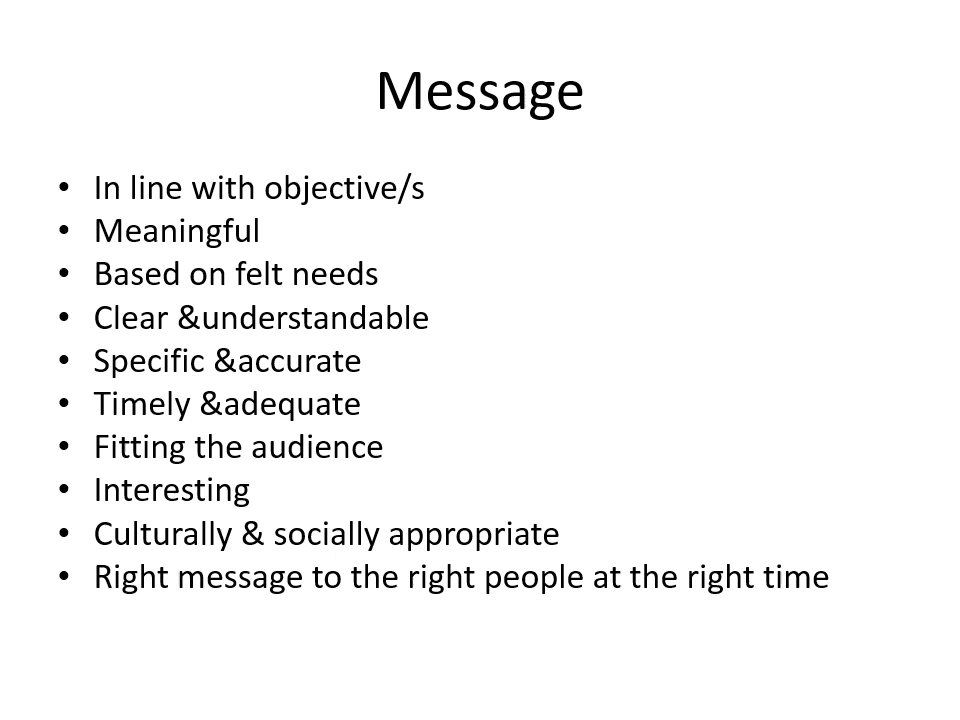 Message
• In line with objective/s
• Meaningful
• Based on felt needs
• Clear &understandable
• Specific &accurate
• Timely &adequate
• Fitting the audience
• Interesting
• Culturally & socially appropriate
• Right message to the right people at the right time